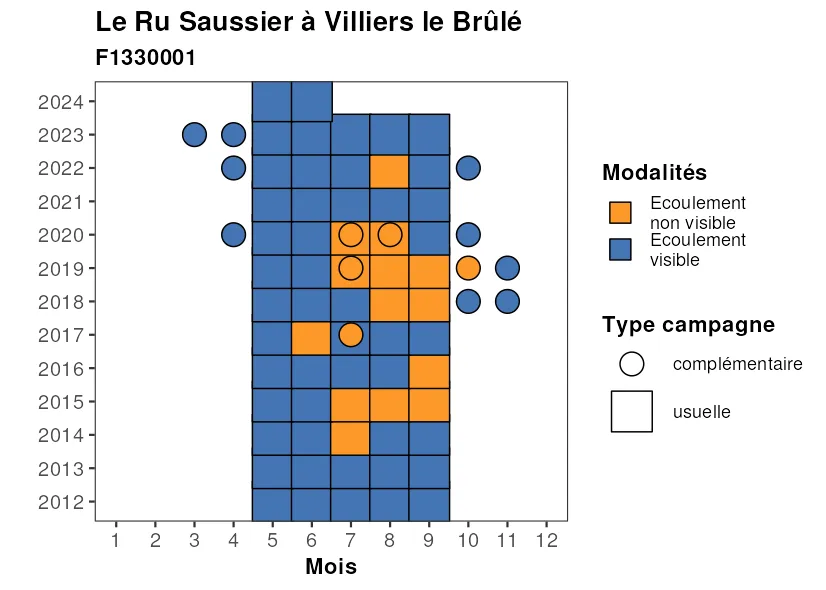 Le Ru Saussier à Villiers le Brûlé
F1330001
2024
2023
2022
2021
2020
2019
2018
2017
2016
2015
2014
2013
2012
1 2 3 4 5 6 7 8 9 10 11 12
Mois
Modalités
Ecoulement
non visible
Ecoulement
visible
Type campagne
complémentaire
usuelle